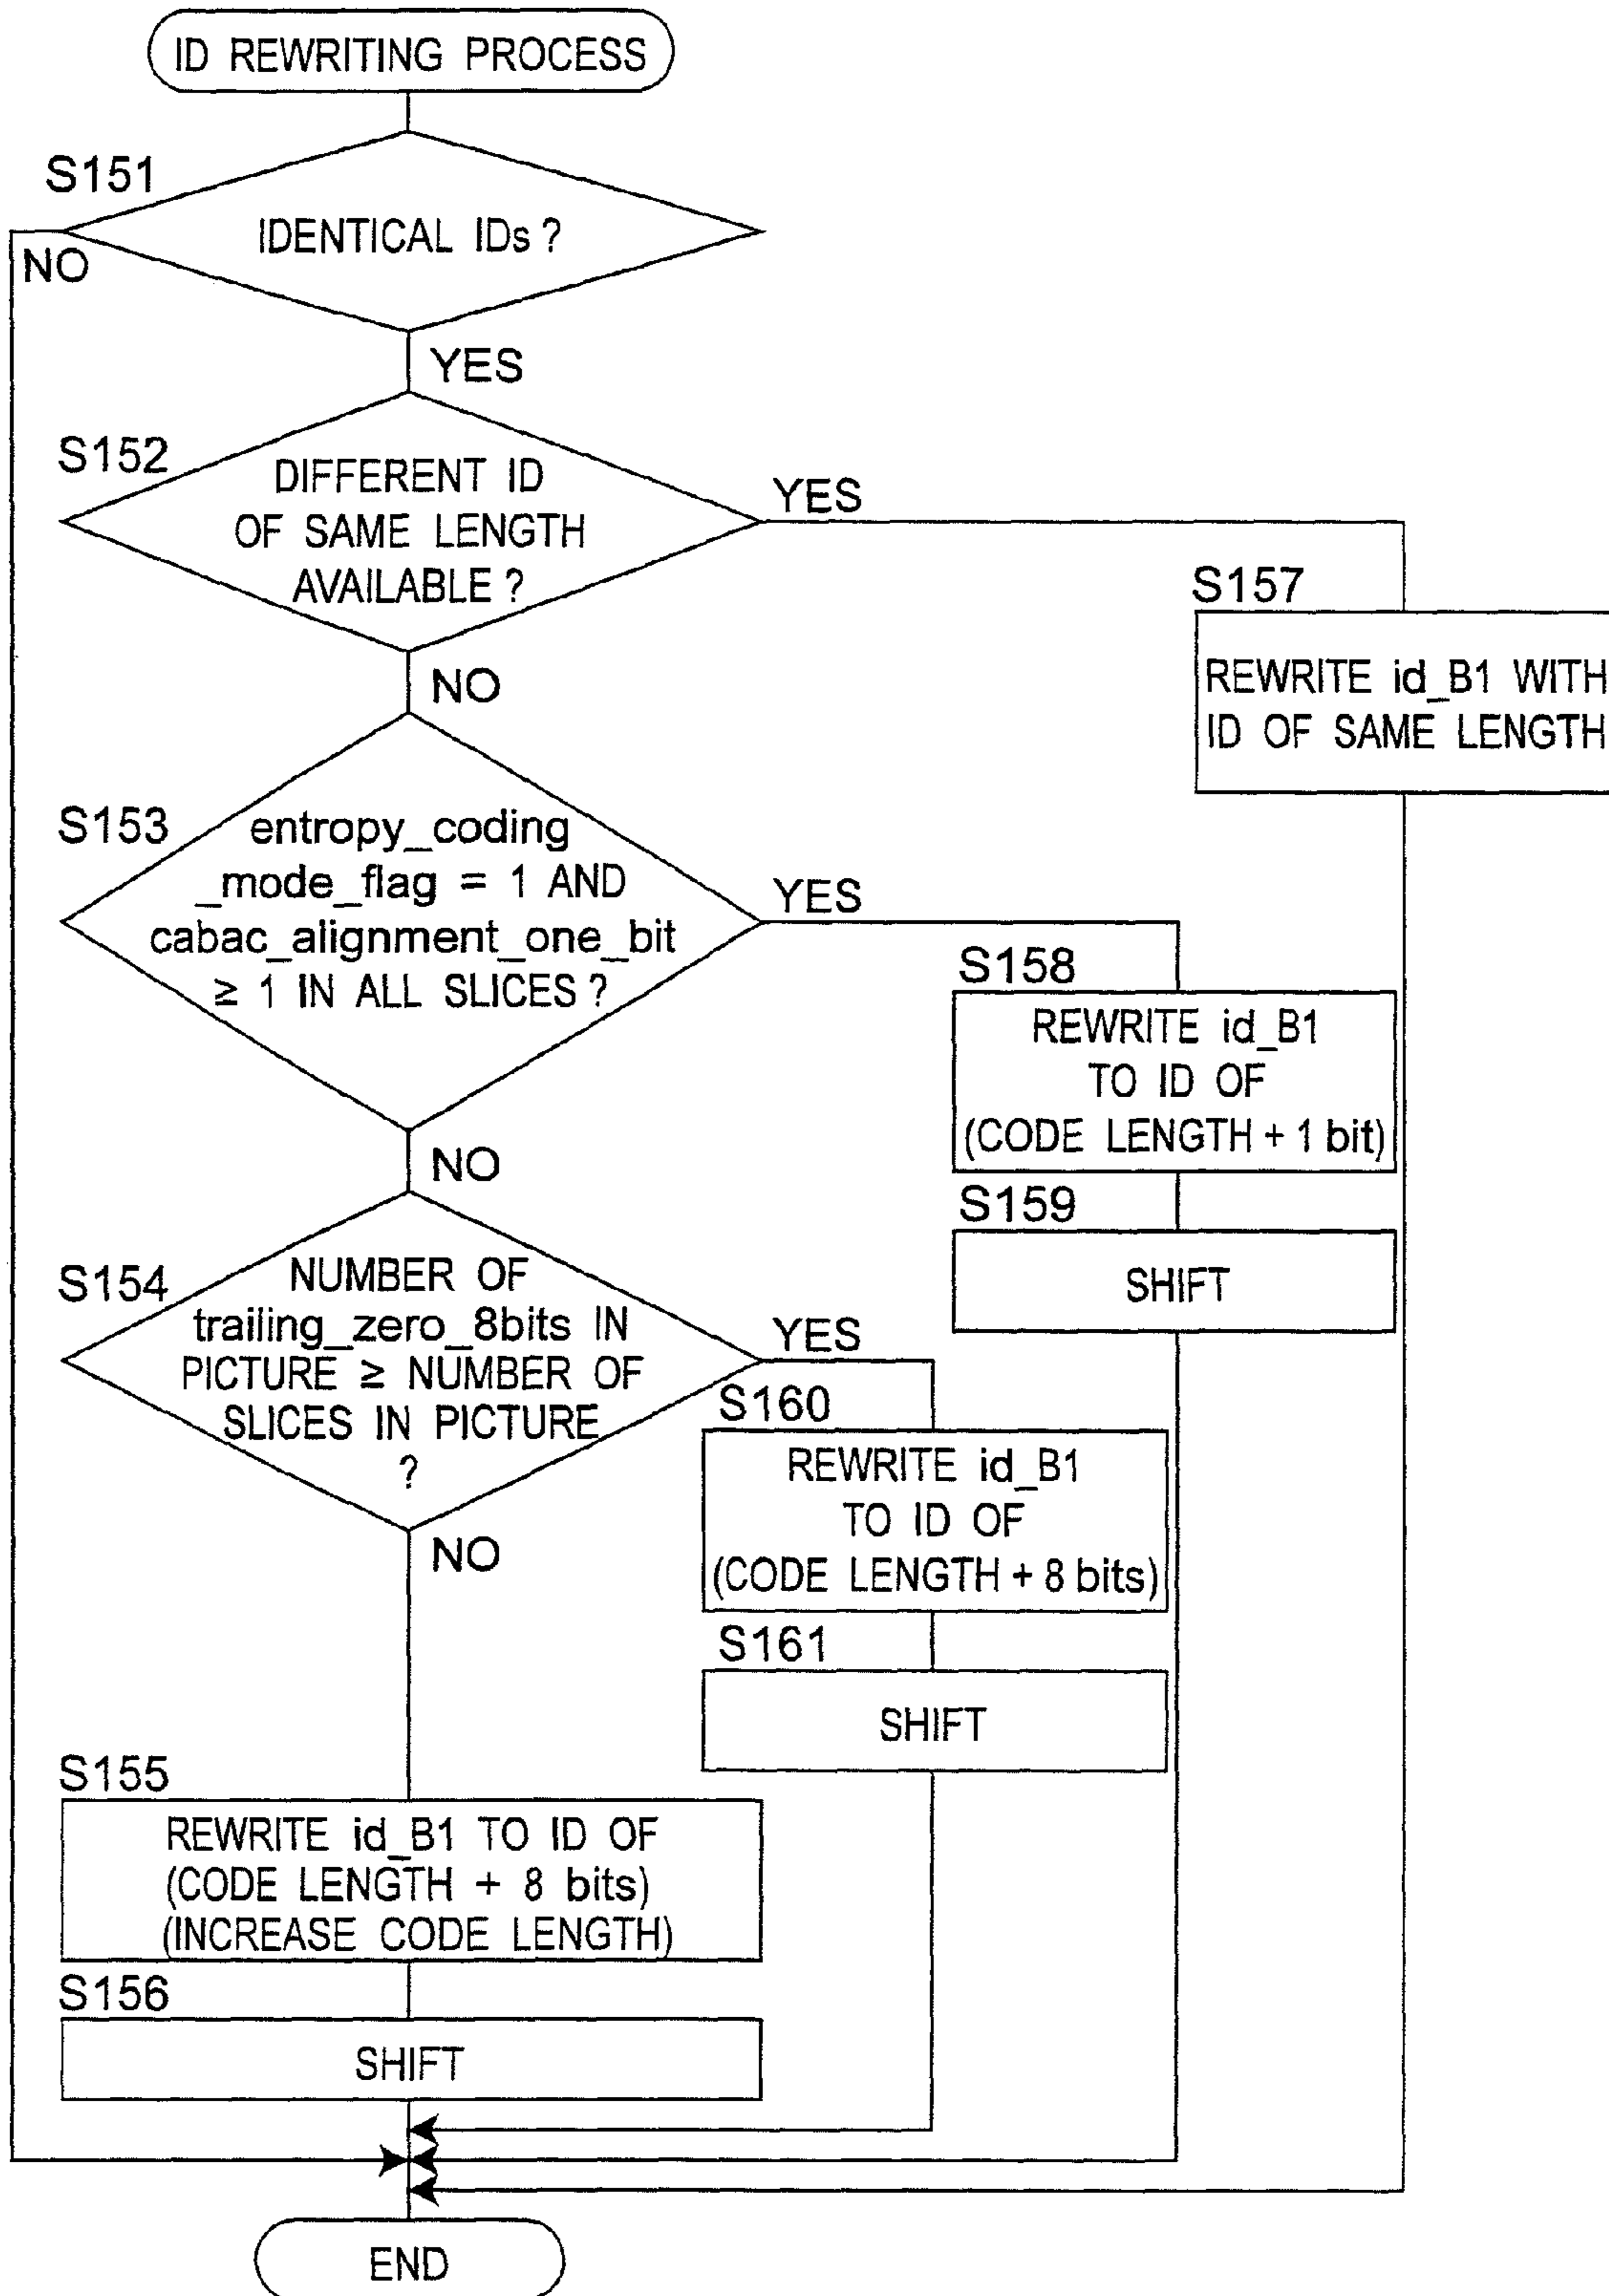 ID REWRITING PROCESS
S151
IDENTICAL IDs ?
NO
YES
S152
DIFFERENT ID
OF SAME LENGTH
AVAILABLE ?
YES
NO
S157
REWRITE id_B1 WITH
ID OF SAME LENGTH
S153
entropy_coding
_mode_flag = 1 AND
cabac_alignment_one_bit
≥ 1 IN ALL SLICES ?
YES
NO
S158
REWRITE id_B1
TO ID OF
(CODE LENGTH + 1 bit)
S159
SHIFT
S154
NUMBER OF
trailing_zero_8bits IN
PICTURE ≥ NUMBER OF
SLICES IN PICTURE
?
YES
NO
S160
REWRITE id_B1
TO ID OF
(CODE LENGTH + 8 bits)
S161
SHIFT
S155
REWRITE id_B1 TO ID OF
(CODE LENGTH + 8 bits)
(INCREASE CODE LENGTH)
S156
SHIFT
END